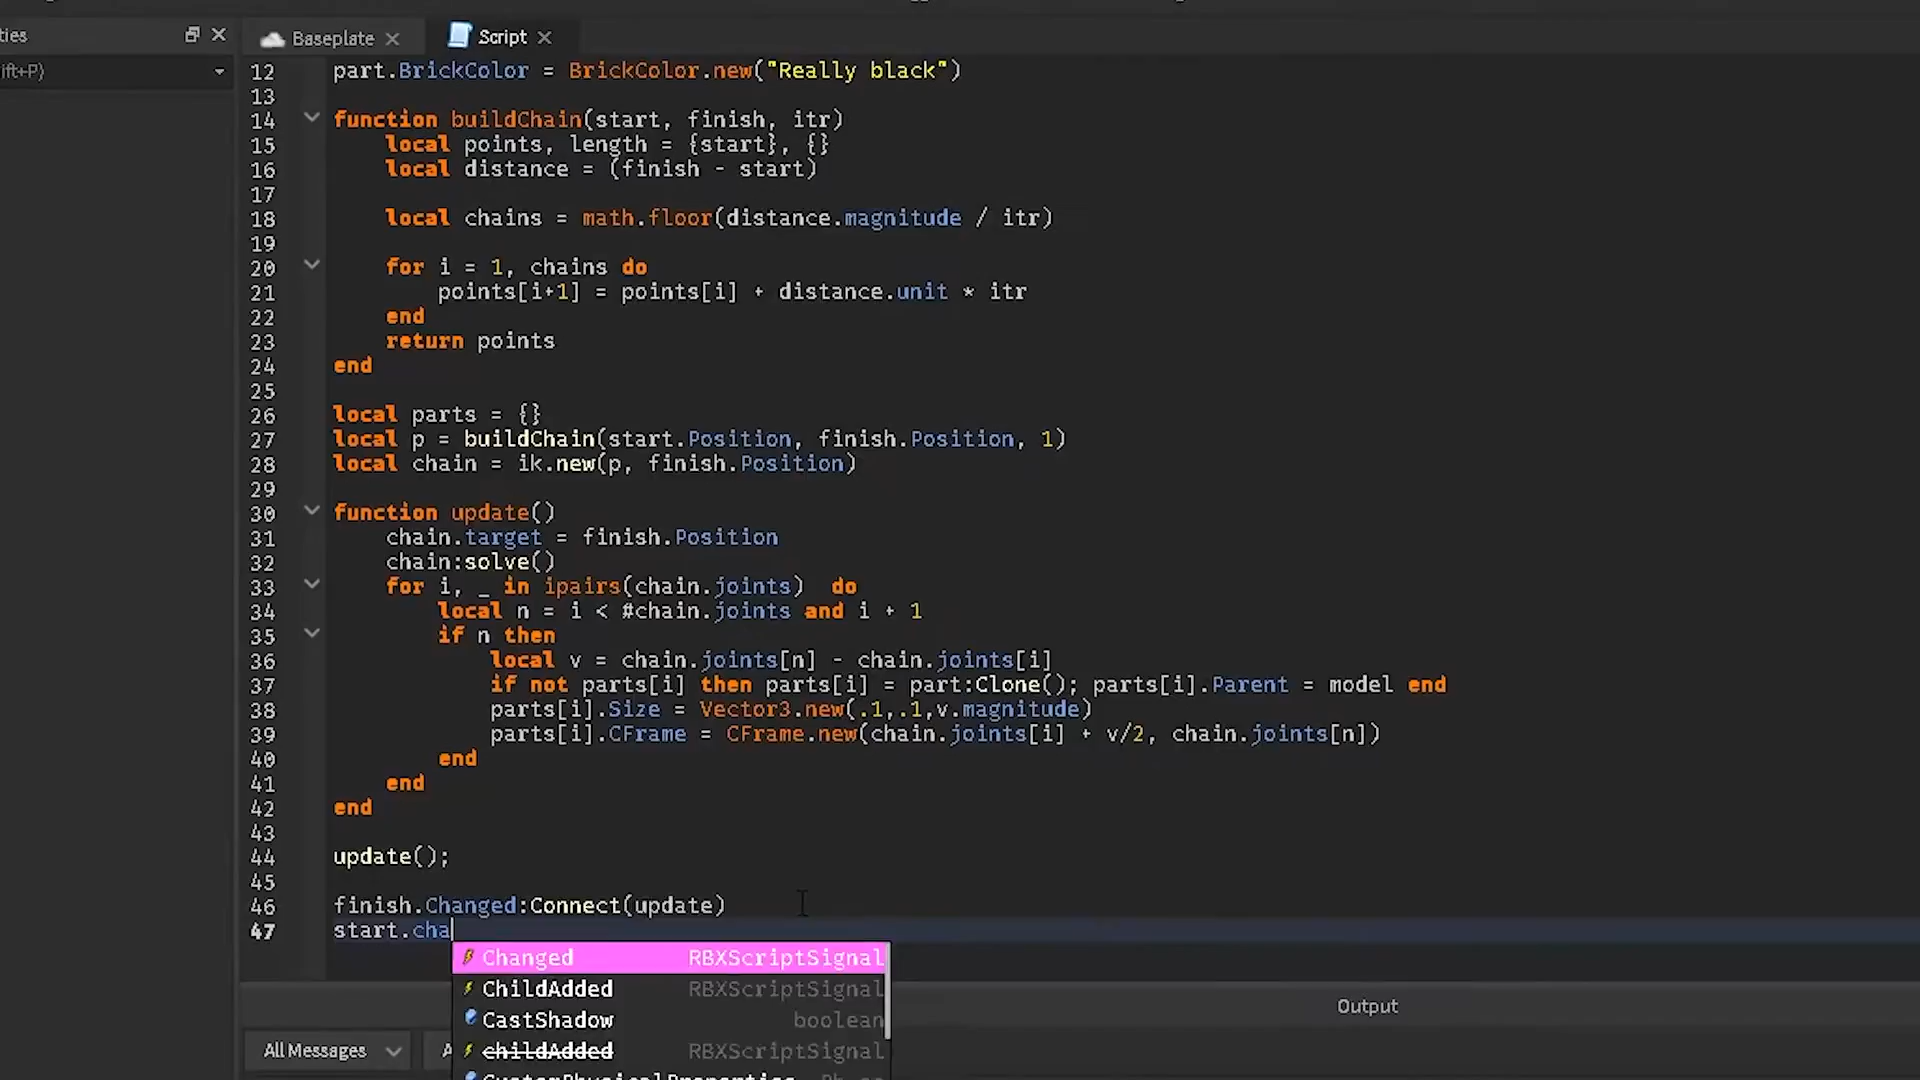 ties
Baseplate
Script
ift+P)
12 part.BrickColor = BrickColor.new("Really black")
13
14 function buildChain(start, finish, itr)
15 local points, length = {start}, {}
16 local distance = (finish - start)
17
18 local chains = math.floor(distance.magnitude / itr)
19
20 for i = 1, chains do
21 points[i+1] = points[i] + distance.unit * itr
22 end
23 return points
24 end
25
26 local parts = {}
27 local p = buildChain(start.Position, finish.Position, 1)
28 local chain = ik.new(p, finish.Position)
29
30 function update()
31 chain.target = finish.Position
32 chain:solve()
33 for i, _ in ipairs(chain.joints)  do
34 local n = i < #chain.joints and i + 1
35 if n then
36 local v = chain.joints[n] - chain.joints[i]
37 if not parts[i] then parts[i] = part:Clone(); parts[i].Parent = model end
38 parts[i].Size = Vector3.new(.1,.1,v.magnitude)
39 parts[i].CFrame = CFrame.new(chain.joints[i] + v/2, chain.joints[n])
40 end
41 end
42 end
43
44 update();
45
46 finish.Changed:Connect(update)
47 start.cha
Changed RBXScriptSignal
ChildAdded RBXScriptSignal
CastShadow boolean
childAdded RBXScriptSignal
Output
All Messages